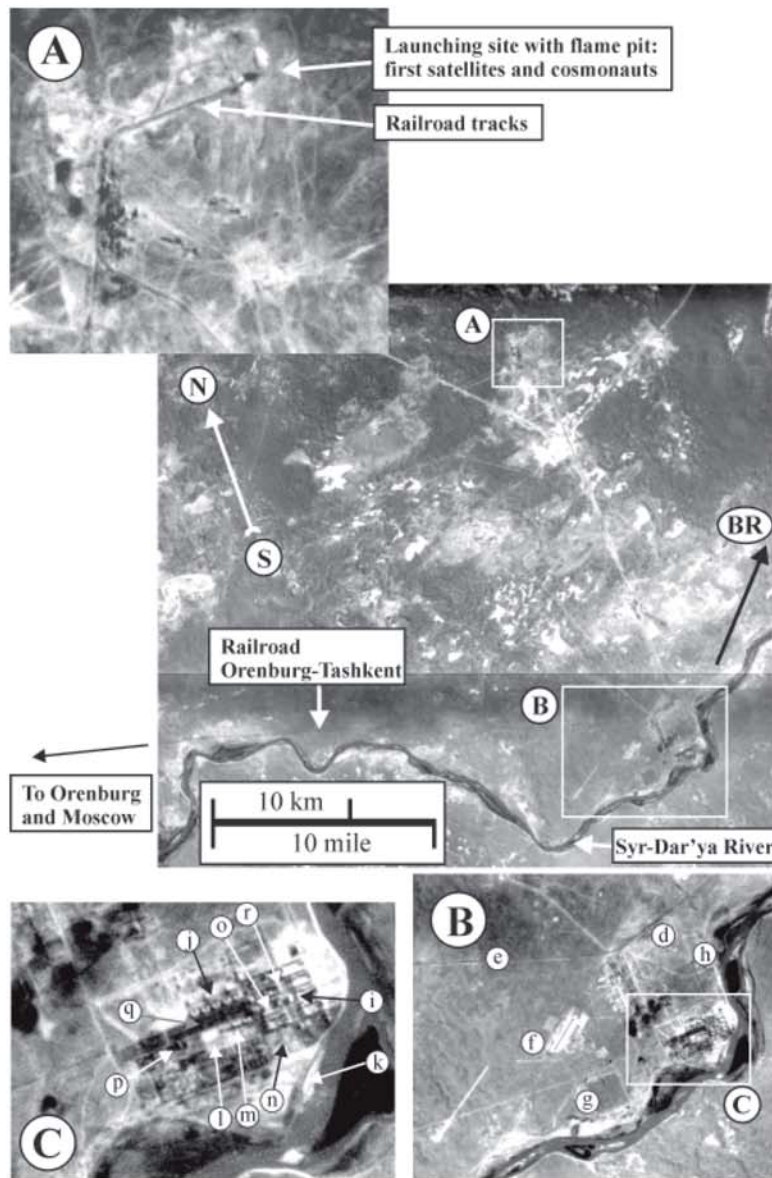 A
Launching site with flame pit:
first satellites and cosmonauts
Railroad tracks
A
N
S
BR
Railroad
Orenburg-Tashkent
B
To Orenburg
and Moscow
10 km
10 mile
Syr-Dar'ya River
r
o
j
i
q
k
p
l
m
n
C
B
d
e
h
f
g
C